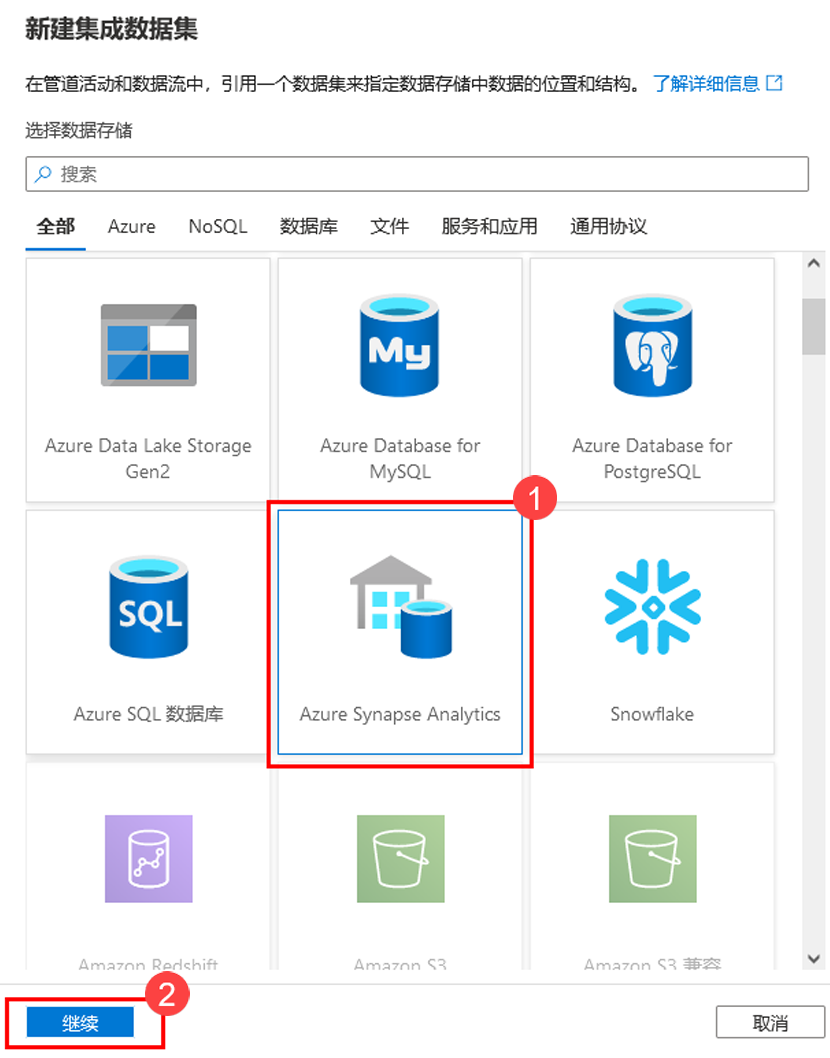 新建集成数据集
在管道活动和数据流中，引用一个数据集来指定数据存储中数据的位置和结构。 了解详细信息
选择数据存储
搜索
全部 Azure NoSQL 数据库 文件 服务和应用 通用协议
My
Azure Data Lake Storage
Gen2
Azure Database for
MySQL
Azure Database for
PostgreSQL
1
SQL
Azure SQL 数据库
Azure Synapse Analytics
Snowflake
Amazon Redshift
Amazon S3
Amazon S3 兼容
2
继续
取消